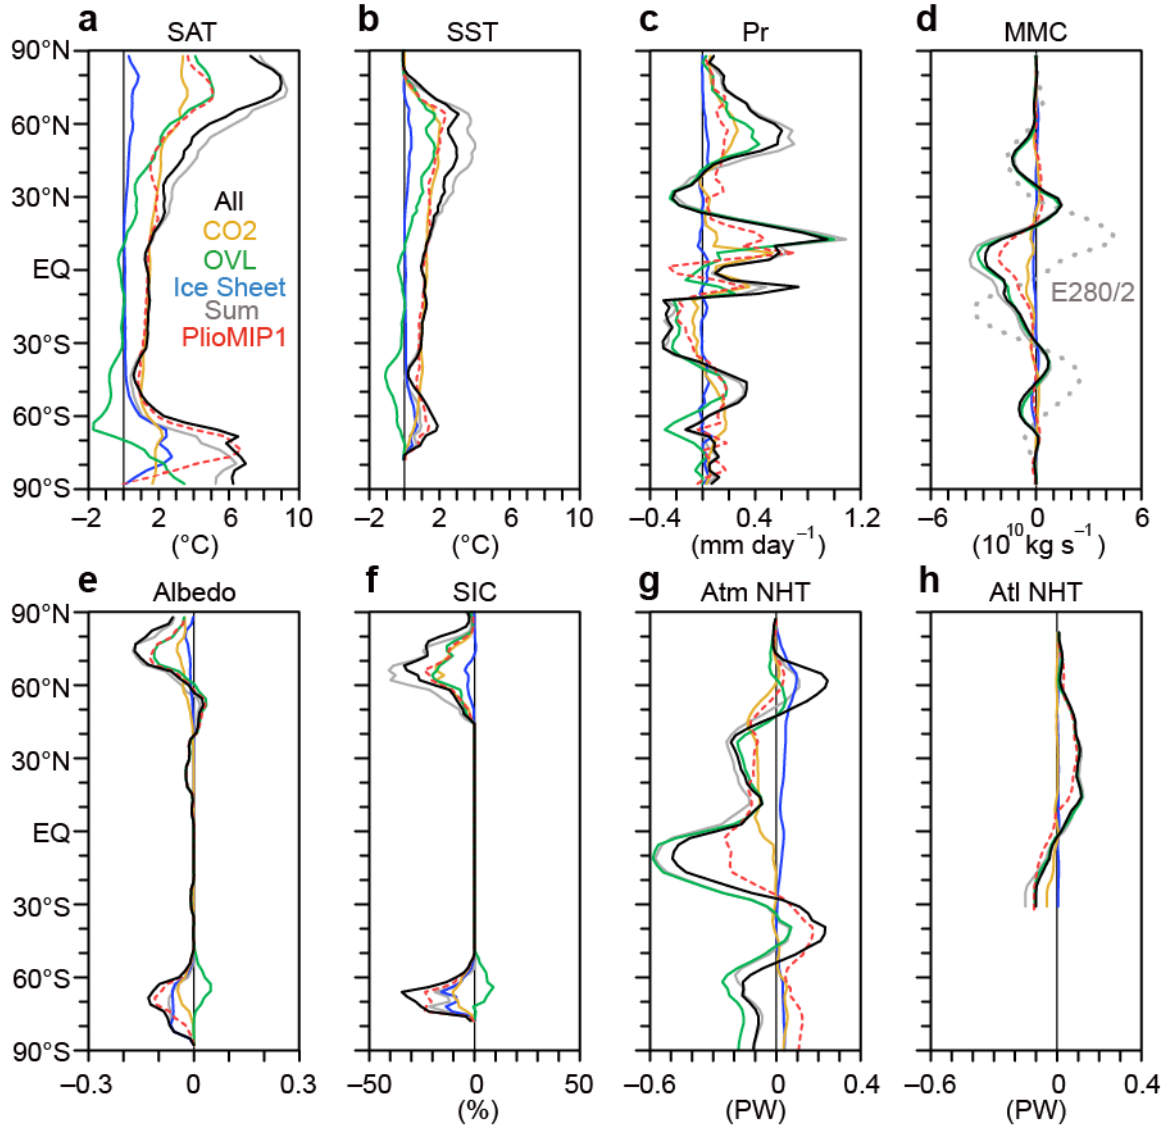 a SAT
b SST
c Pr
d MMC
90°N
60°N
30°N
EQ
30°S
60°S
90°S
All
CO2
OVL
Ice Sheet
Sum
PlioMIP1
E280/2
−2 2 6 10
(°C)
−2 2 6 10
(°C)
−0.4 0.4 1.2
(mm day⁻¹)
−6 0 6
(10¹⁰kg s⁻¹)
e Albedo
f SIC
g Atm NHT
h Atl NHT
90°N
60°N
30°N
EQ
30°S
60°S
90°S
−0.3 0 0.3
−50 0 50
(%)
−0.6 0 0.4
(PW)
−0.6 0 0.4
(PW)